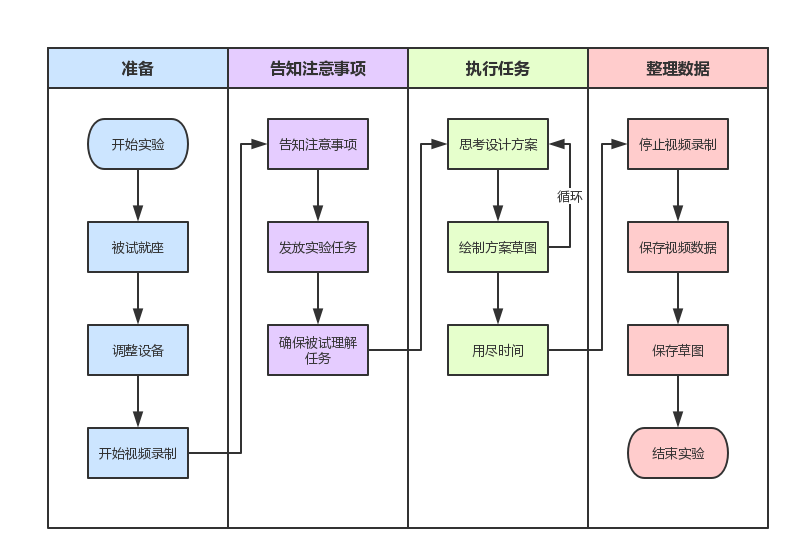 准备
告知注意事项
执行任务
整理数据
开始实验
被试就座
调整设备
开始视频录制
告知注意事项
发放实验任务
确保被试理解
任务
思考设计方案
循环
绘制方案草图
用尽时间
停止视频录制
保存视频数据
保存草图
结束实验